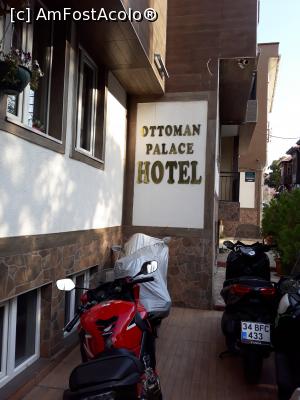 [c] AmFostAcolo®
OTTOMAN
PALACE
HOTEL
34 BFC
433